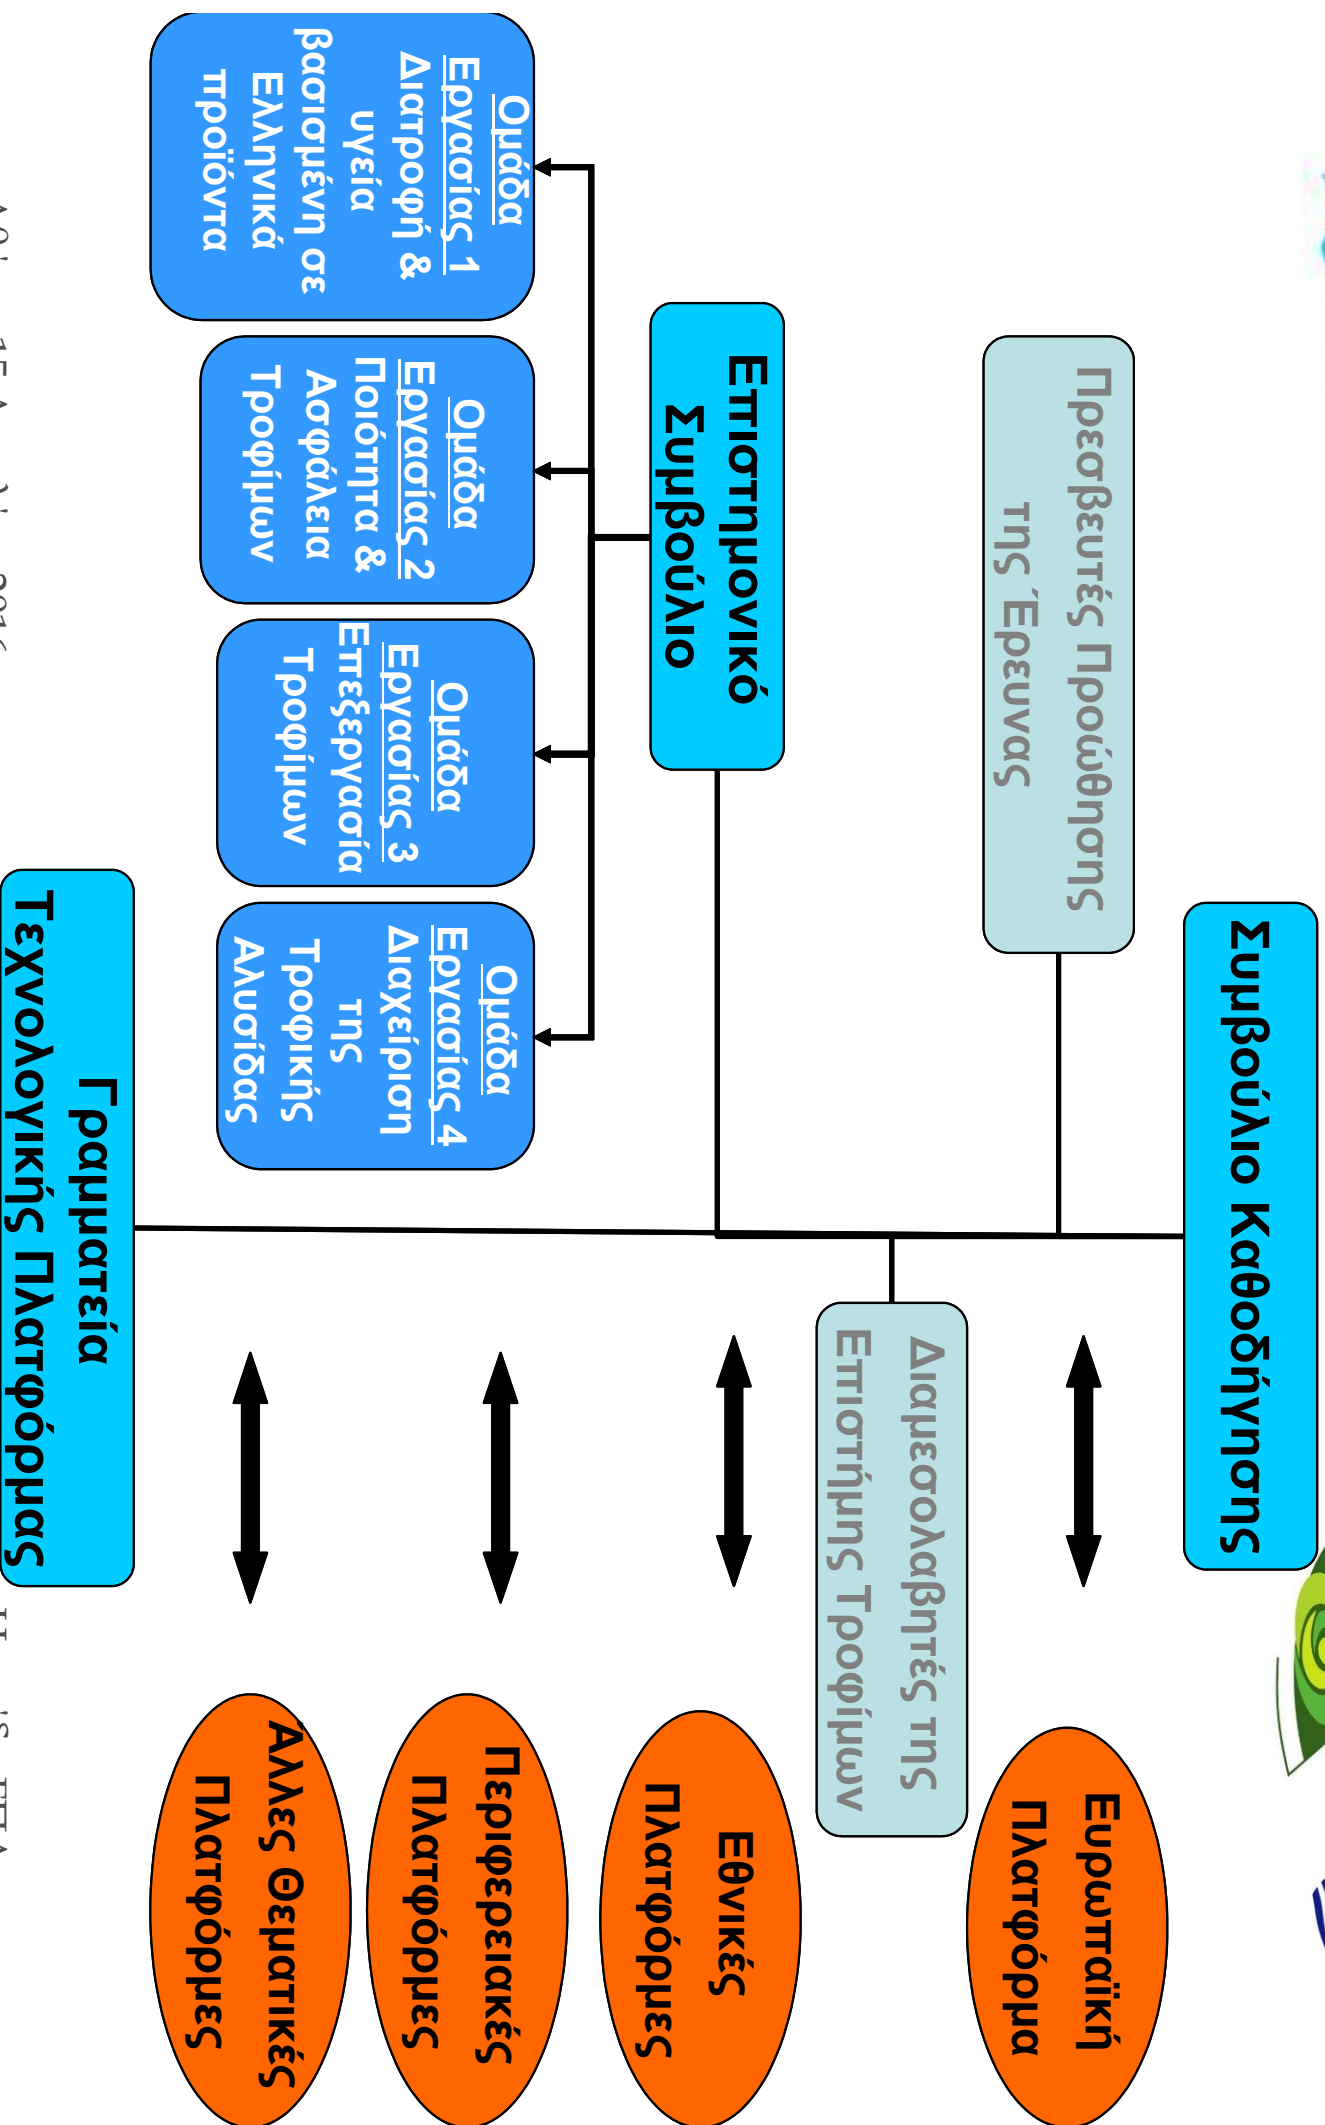 Συμβούλιο Καθοδήγησης
Πρεσβευτές Προώθησης
της Έρευνας
Διαμεσολαβητές της
Επιστήμης Τροφίμων
Ευρωπαϊκή
Πλατφόρμα
Επιστημονικό
Συμβούλιο
Εθνικές
Πλατφόρμες
Ομάδα
Εργασίας 1
Διατροφή &
υγεία
βασισμένη σε
Ελληνικά
προϊόντα
Ομάδα
Εργασίας 2
Ποιότητα &
Ασφάλεια
Τροφίμων
Ομάδα
Εργασίας 3
Επεξεργασία
Τροφίμων
Ομάδα
Εργασίας 4
Διαχείριση
της
Τροφικής
Αλυσίδας
Περιφερειακές
Πλατφόρμες
Άλλες Θεματικές
Πλατφόρμες
Γραμματεία
Τεχνολογικής Πλατφόρμας